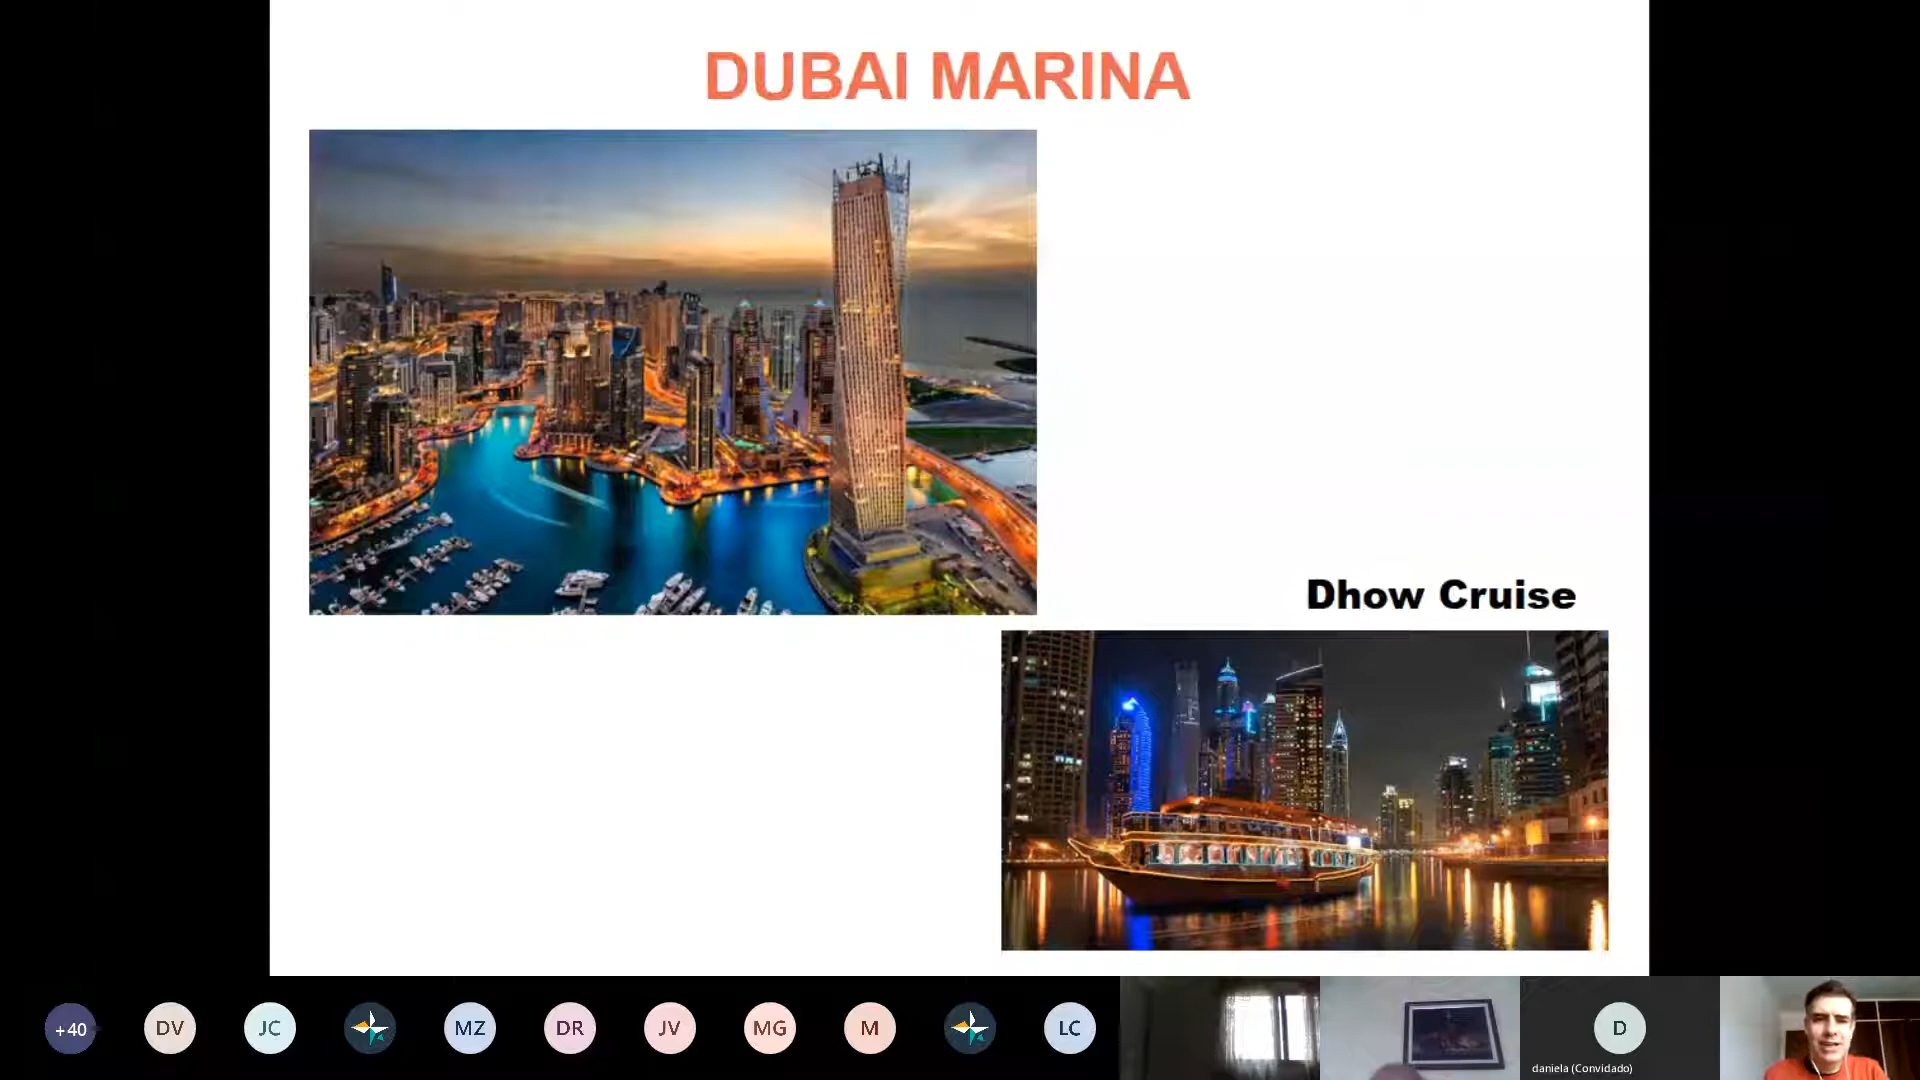 DUBAI MARINA
Dhow Cruise
+40
DV
JC
MZ
DR
JV
MG
M
LC
D
daniela (Convidado)